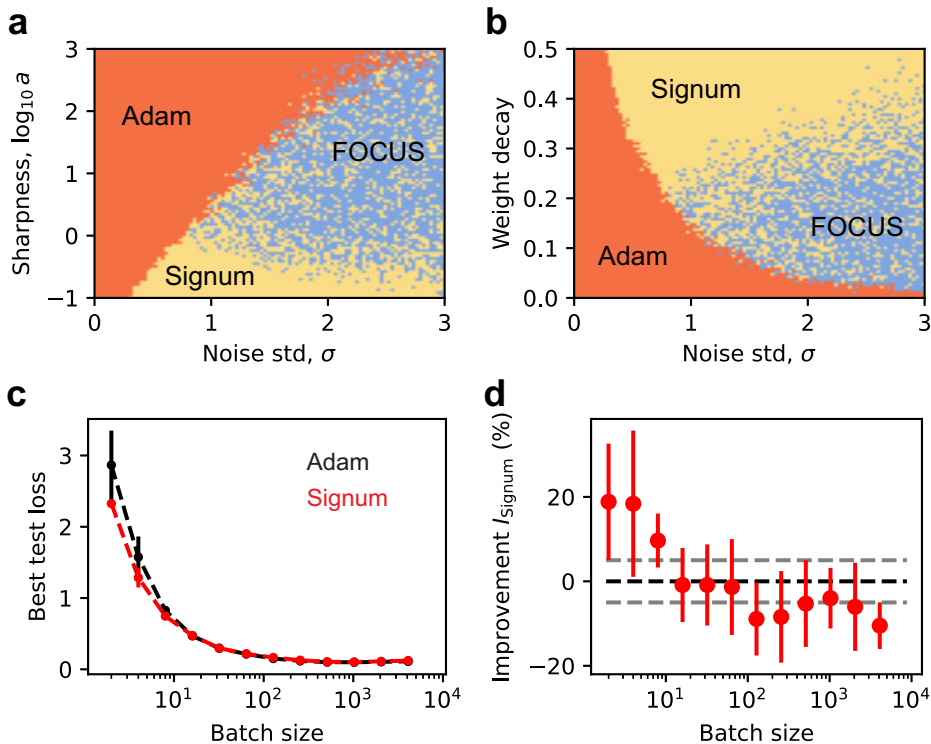 a
Sharpness, log₁₀ a
3
2
1
0
−1
Adam
FOCUS
Signum
0
1
2
3
Noise std, σ
b
Weight decay
0.5
0.4
0.3
0.2
0.1
0.0
Signum
FOCUS
Adam
0
1
2
3
Noise std, σ
c
Best test loss
3
2
1
0
Adam
Signum
10¹
10²
10³
10⁴
Batch size
d
Improvement I_Signum (%)
20
0
−20
10¹
10²
10³
10⁴
Batch size